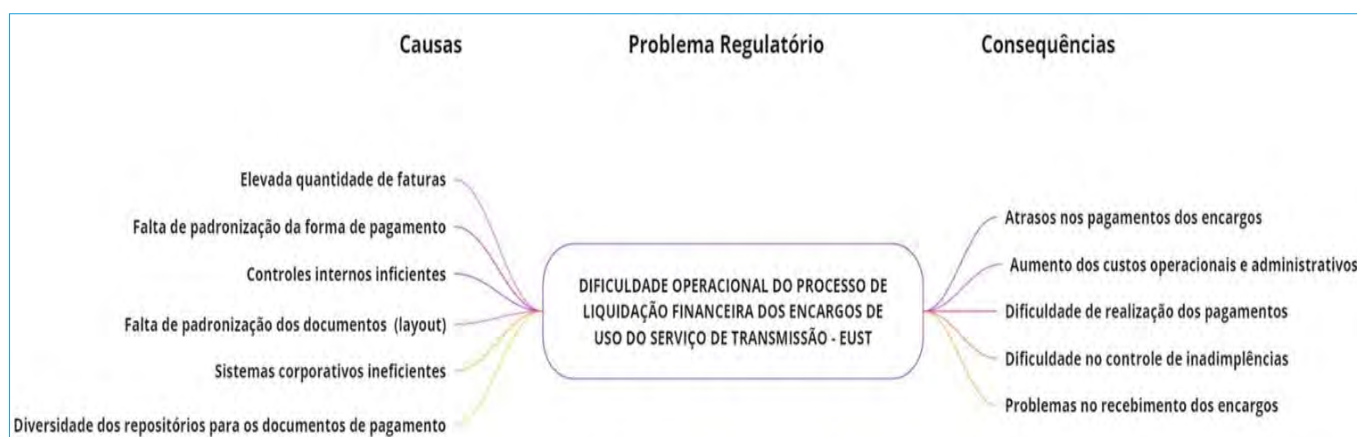 Causas
Problema Regulatório
Consequências
Elevada quantidade de faturas
Falta de padronização da forma de pagamento
Controles internos inficientes
Falta de padronização dos documentos (layout)
Sistemas corporativos ineficientes
Diversidade dos repositórios para os documentos de pagamento
DIFICULDADE OPERACIONAL DO PROCESSO DE
LIQUIDAÇÃO FINANCEIRA DOS ENCARGOS DE
USO DO SERVIÇO DE TRANSMISSÃO - EUST
Atrasos nos pagamentos dos encargos
Aumento dos custos operacionais e administrativos
Dificuldade de realização dos pagamentos
Dificuldade no controle de inadimplências
Problemas no recebimento dos encargos